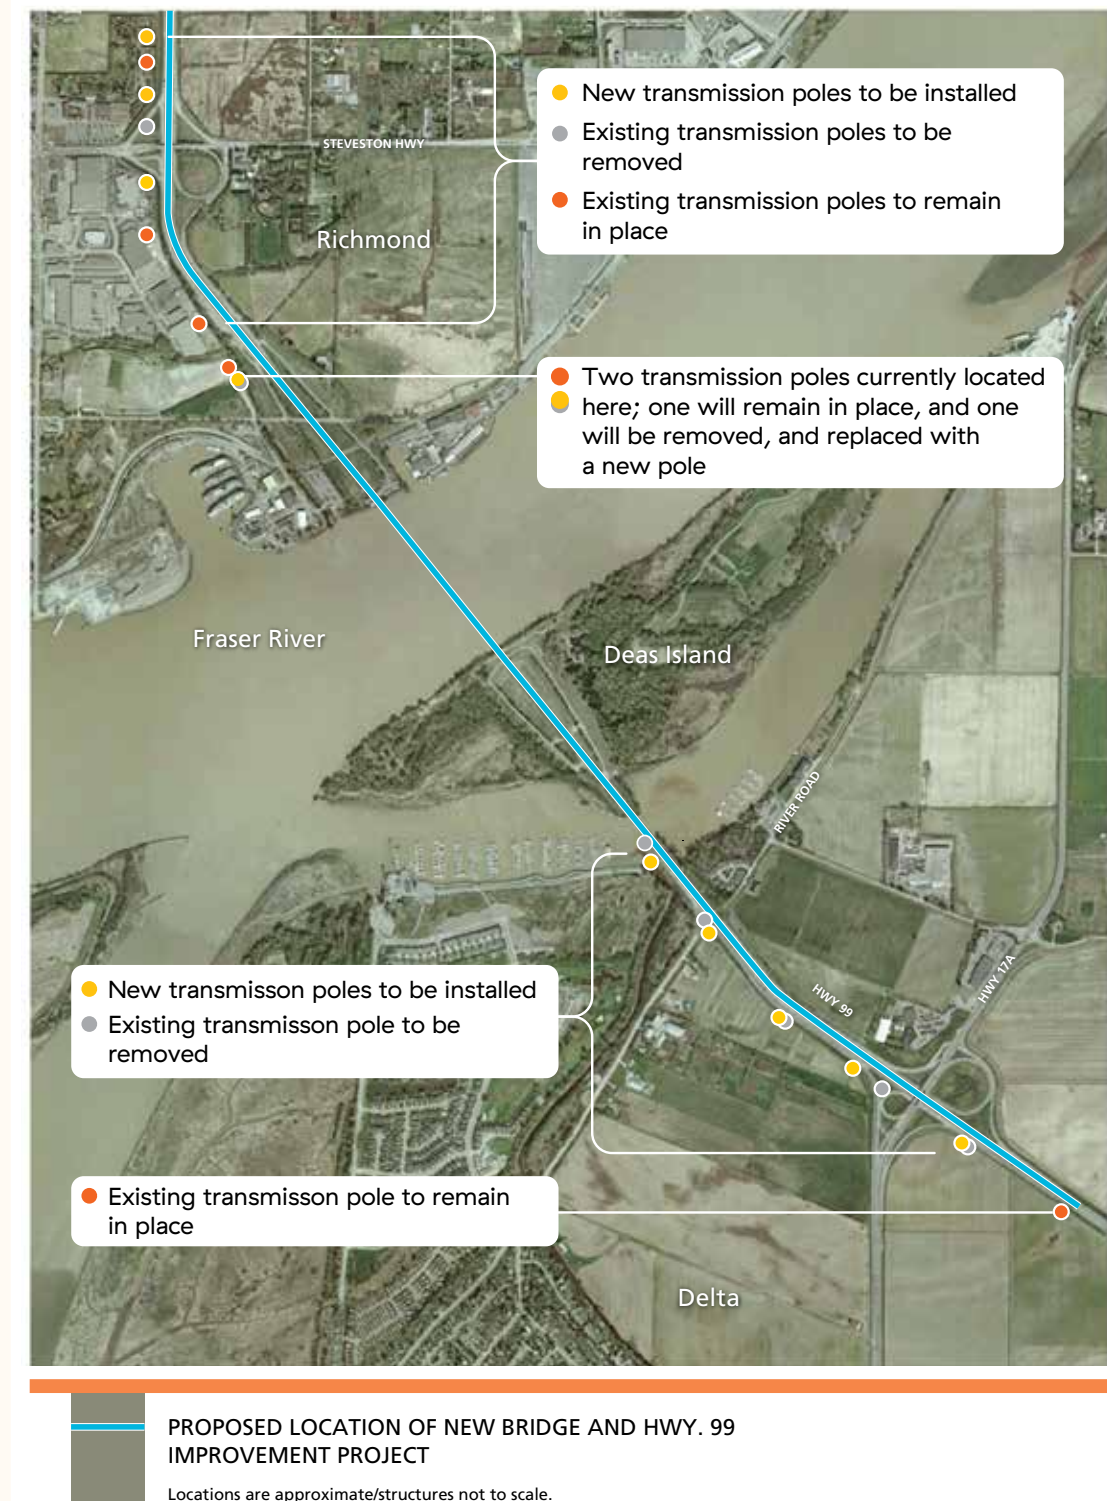 New transmission poles to be installed
Existing transmission poles to be
removed
Existing transmission poles to remain
in place
STEVESTON HWY
Richmond
Two transmission poles currently located
here; one will remain in place, and one
will be removed, and replaced with
a new pole
Fraser River
Deas Island
RIVER ROAD
HWY 17A
HWY 99
New transmisson poles to be installed
Existing transmisson pole to be
removed
Existing transmisson pole to remain
in place
Delta
PROPOSED LOCATION OF NEW BRIDGE AND HWY. 99
IMPROVEMENT PROJECT
Locations are approximate/structures not to scale.